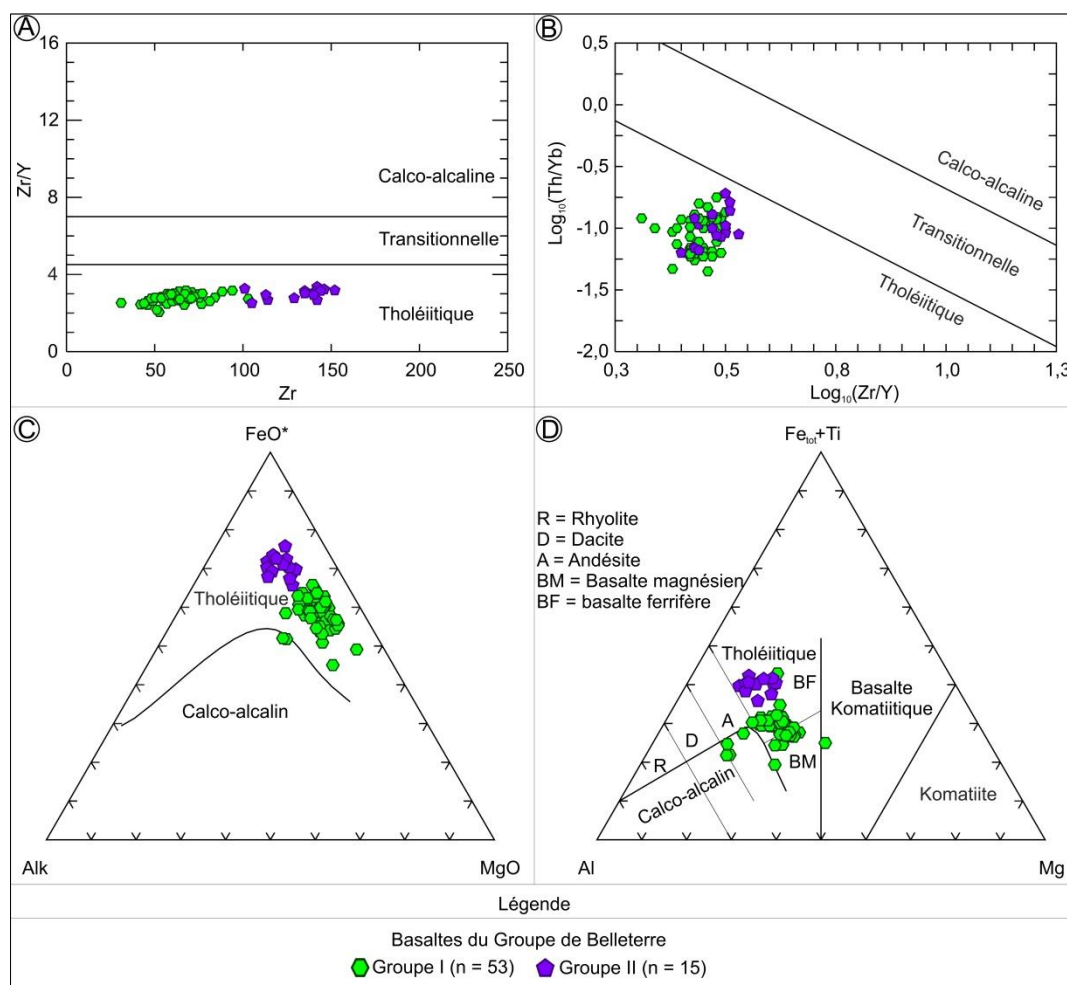 A
16
12
8
4
0
Zr/Y
Calco-alcaline
Transitionnelle
Tholéiitique
0
50
100
150
200
250
Zr
B
0,5
0,0
-0,5
-1,0
-1,5
-2,0
Log10(Th/Yb)
Calco-alcaline
Transitionnelle
Tholéiitique
0,3
0,5
0,8
1,0
1,3
Log10(Zr/Y)
C
FeO*
Tholéiitique
Calco-alcalin
Alk
MgO
D
Fetot+Ti
R = Rhyolite
D = Dacite
A = Andésite
BM = Basalte magnésien
BF = basalte ferrifère
Tholéiitique
BF
Basalte
Komatiitique
A
D
BM
R
Calco-alcalin
Komatiite
Al
Mg
Légende
Basaltes du Groupe de Belleterre
Groupe I (n = 53)
Groupe II (n = 15)